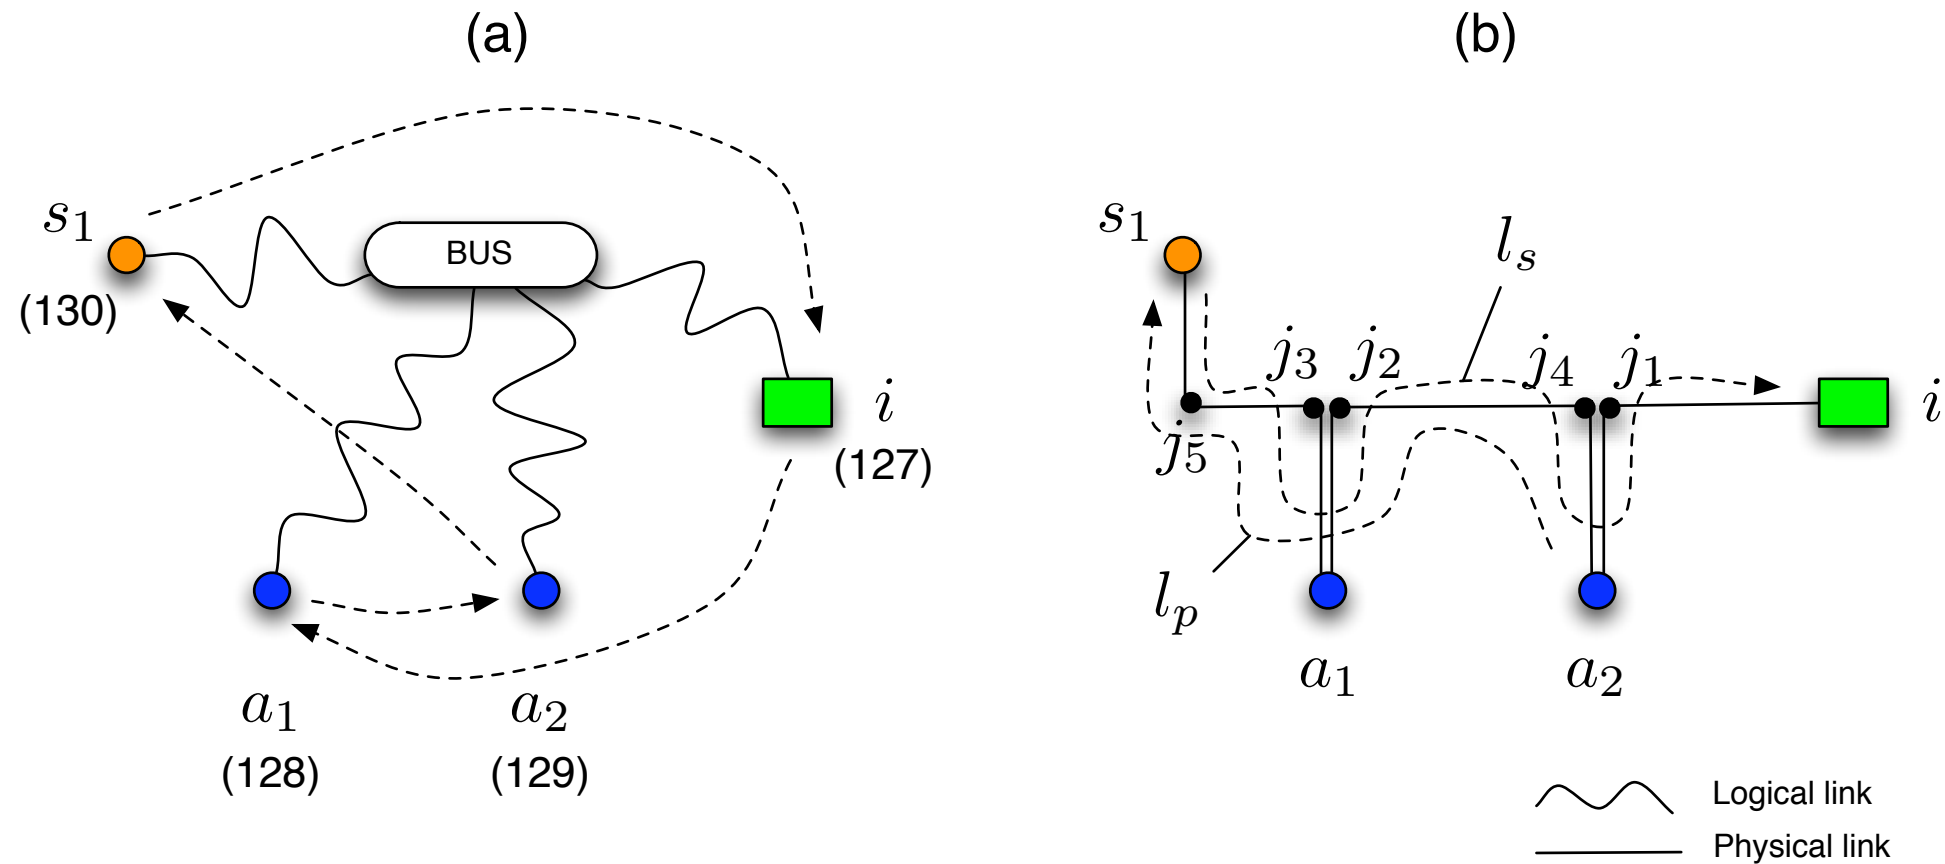 (a)
s1
(130)
BUS
i
(127)
a1
(128)
a2
(129)
(b)
s1
ls
j3
j2
j4
j1
i
j5
lp
a1
a2
Logical link
Physical link